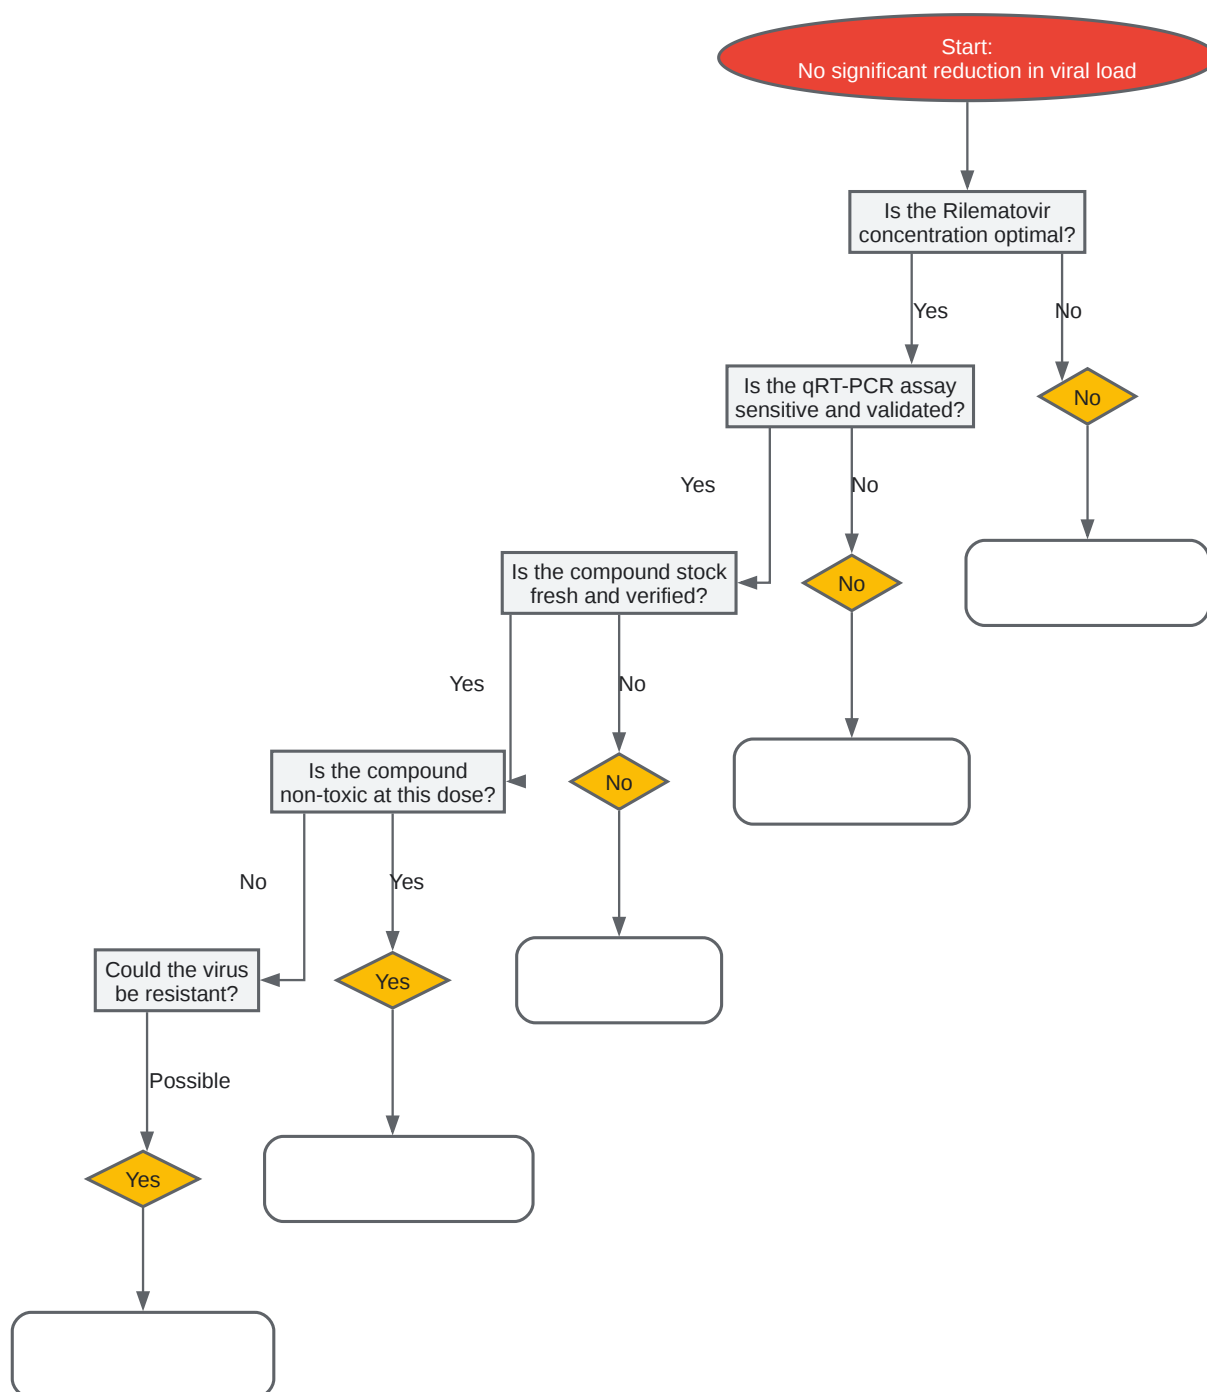 Start:
No significant reduction in viral load
Is the Rilematovir
concentration optimal?
Yes
No
Is the qRT-PCR assay
sensitive and validated?
No
Yes
No
Is the compound stock
fresh and verified?
No
Yes
No
Is the compound
non-toxic at this dose?
No
No
Yes
Could the virus
be resistant?
Yes
Possible
Yes